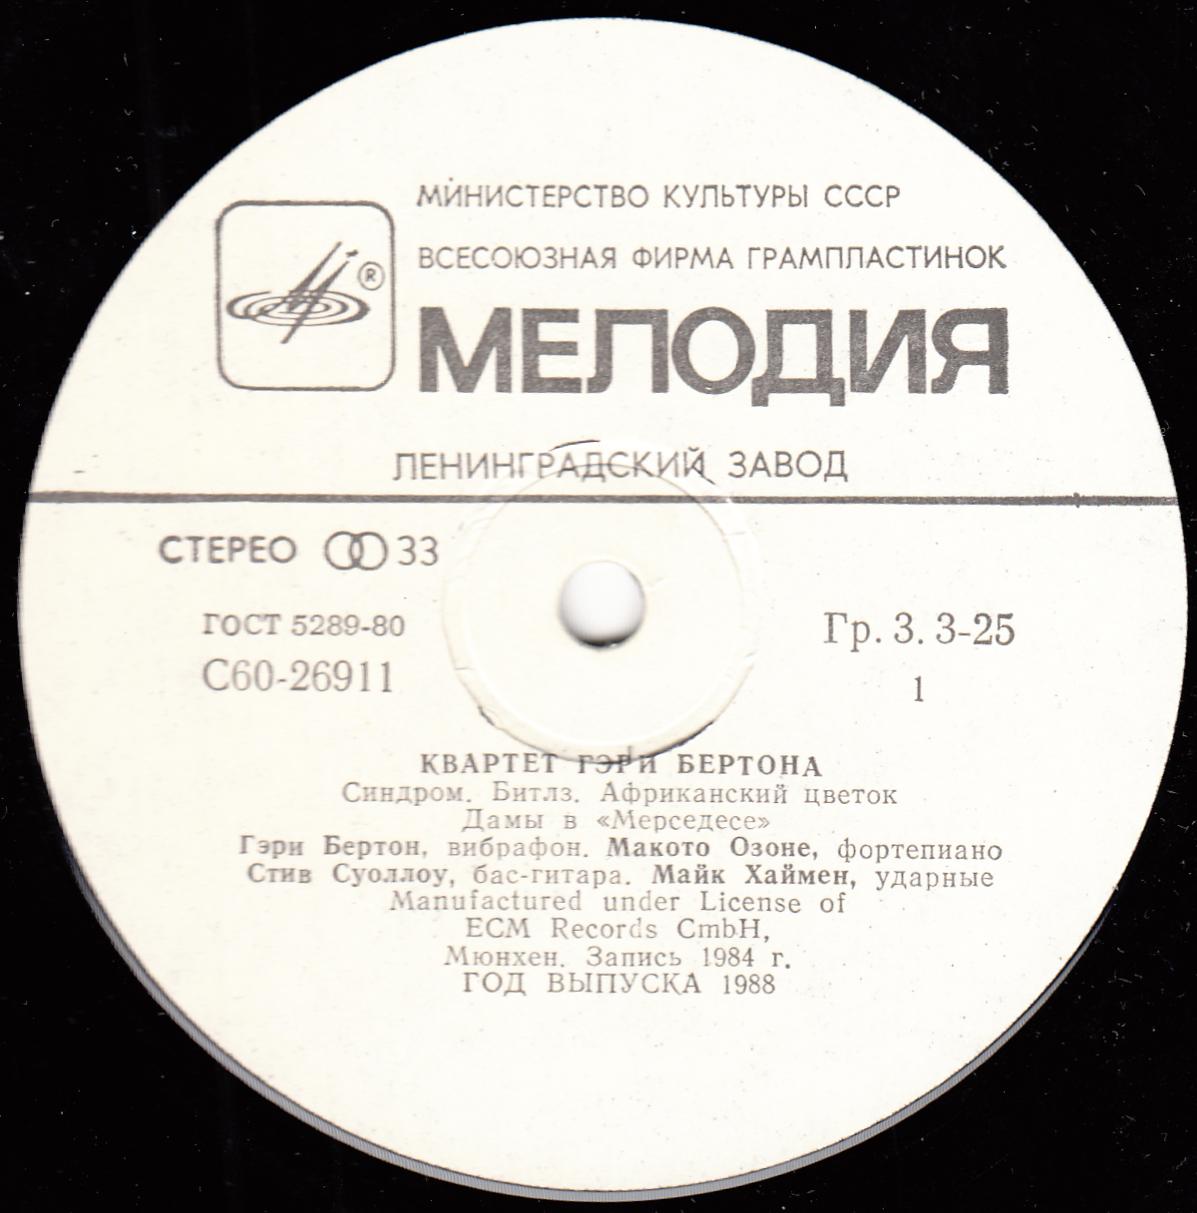 МИНИСТЕРСТВО КУЛЬТУРЫ СССР
ВСЕСОЮЗНАЯ ФИРМА ГРАМПЛАСТИНОК
®
МЕЛОДИЯ
ЛЕНИНГРАДСКИЙ ЗАВОД
СТЕРЕО 33
ГОСТ 5289-80
Гр. 3. 3-25
С60-26911
1
КВАРТЕТ ГЭРИ БЕРТОНА
Синдром. Битлз. Африканский цветок
Дамы в «Мерседесе»
Гэри Бертон, вибрафон. Макото Озоне, фортепиано
Стив Суоллоу, бас-гитара. Майк Хаймен, ударные
Manufactured under License of
ECM Records CmbH,
Мюнхен. Запись 1984 г.
ГОД ВЫПУСКА 1988